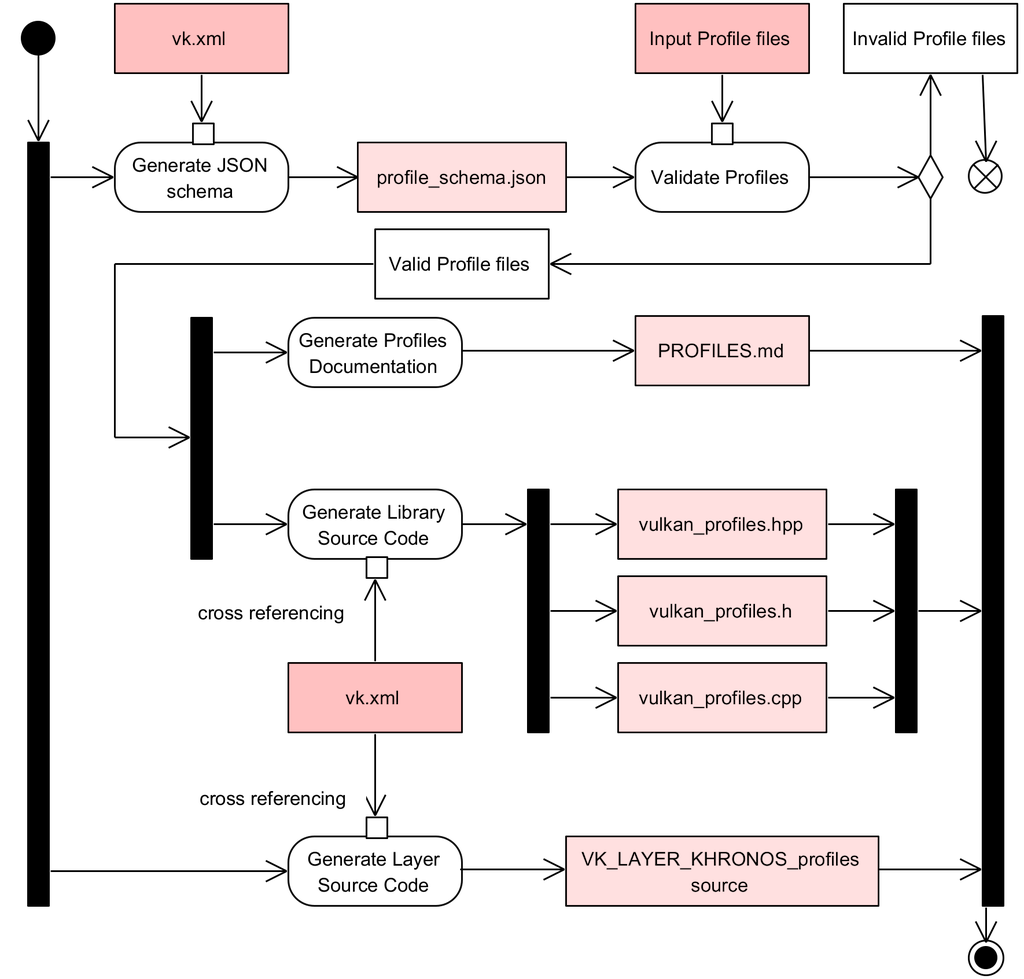 vk.xml
Input Profile files
Invalid Profile files
Generate JSON
schema
profile_schema.json
Validate Profiles
Valid Profile files
Generate Profiles
Documentation
PROFILES.md
Generate Library
Source Code
vulkan_profiles.hpp
cross referencing
vulkan_profiles.h
vk.xml
vulkan_profiles.cpp
cross referencing
Generate Layer
Source Code
VK_LAYER_KHRONOS_profiles
source